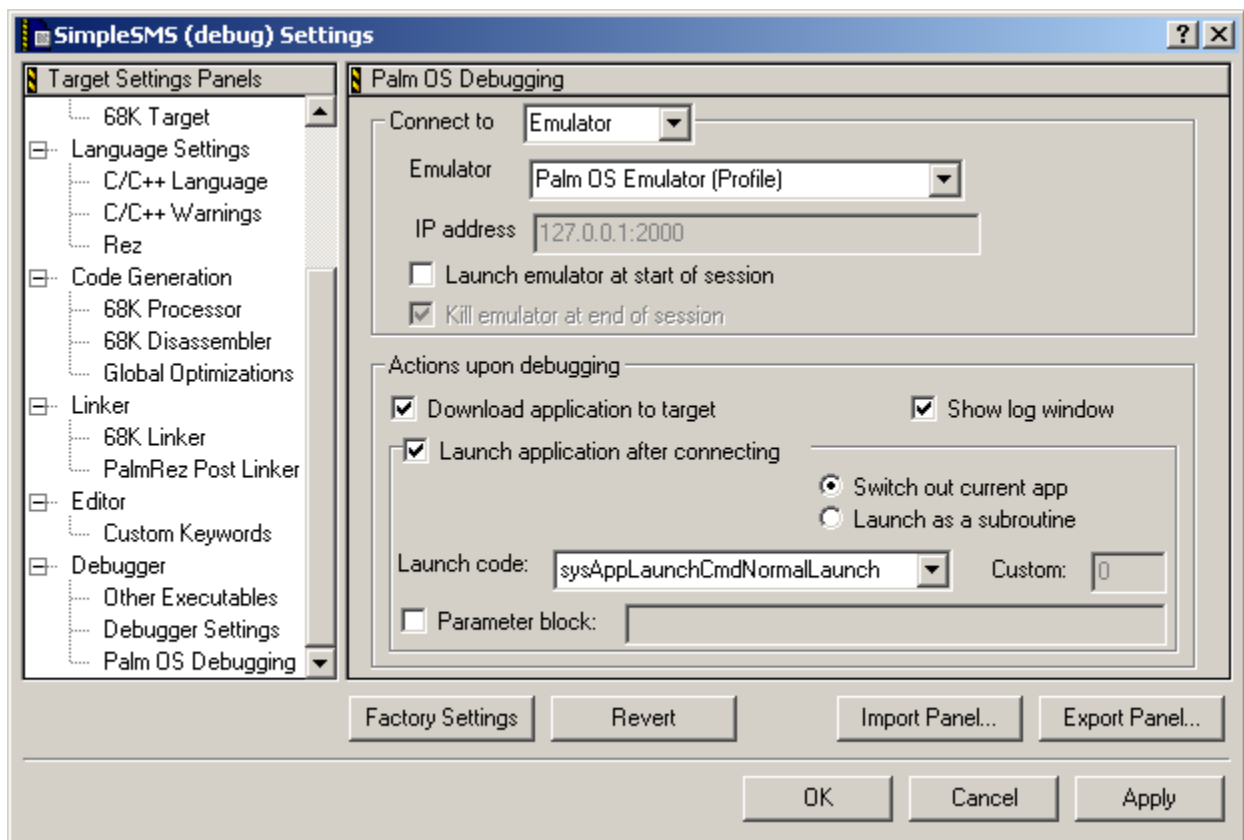 SimpleSMS (debug) Settings
Target Settings Panels
68K Target
Language Settings
C/C++ Language
C/C++ Warnings
Rez
Code Generation
68K Processor
68K Disassembler
Global Optimizations
Linker
68K Linker
PalmRez Post Linker
Editor
Custom Keywords
Debugger
Other Executables
Debugger Settings
Palm OS Debugging
Palm OS Debugging
Connect to Emulator
Emulator Palm OS Emulator (Profile)
IP address 127.0.0.1:2000
Launch emulator at start of session
Kill emulator at end of session
Actions upon debugging
Download application to target Show log window
Launch application after connecting
Switch out current app
Launch as a subroutine
Launch code: sysAppLaunchCmdNormalLaunch Custom: 0
Parameter block:
Factory Settings Revert Import Panel... Export Panel...
OK Cancel Apply